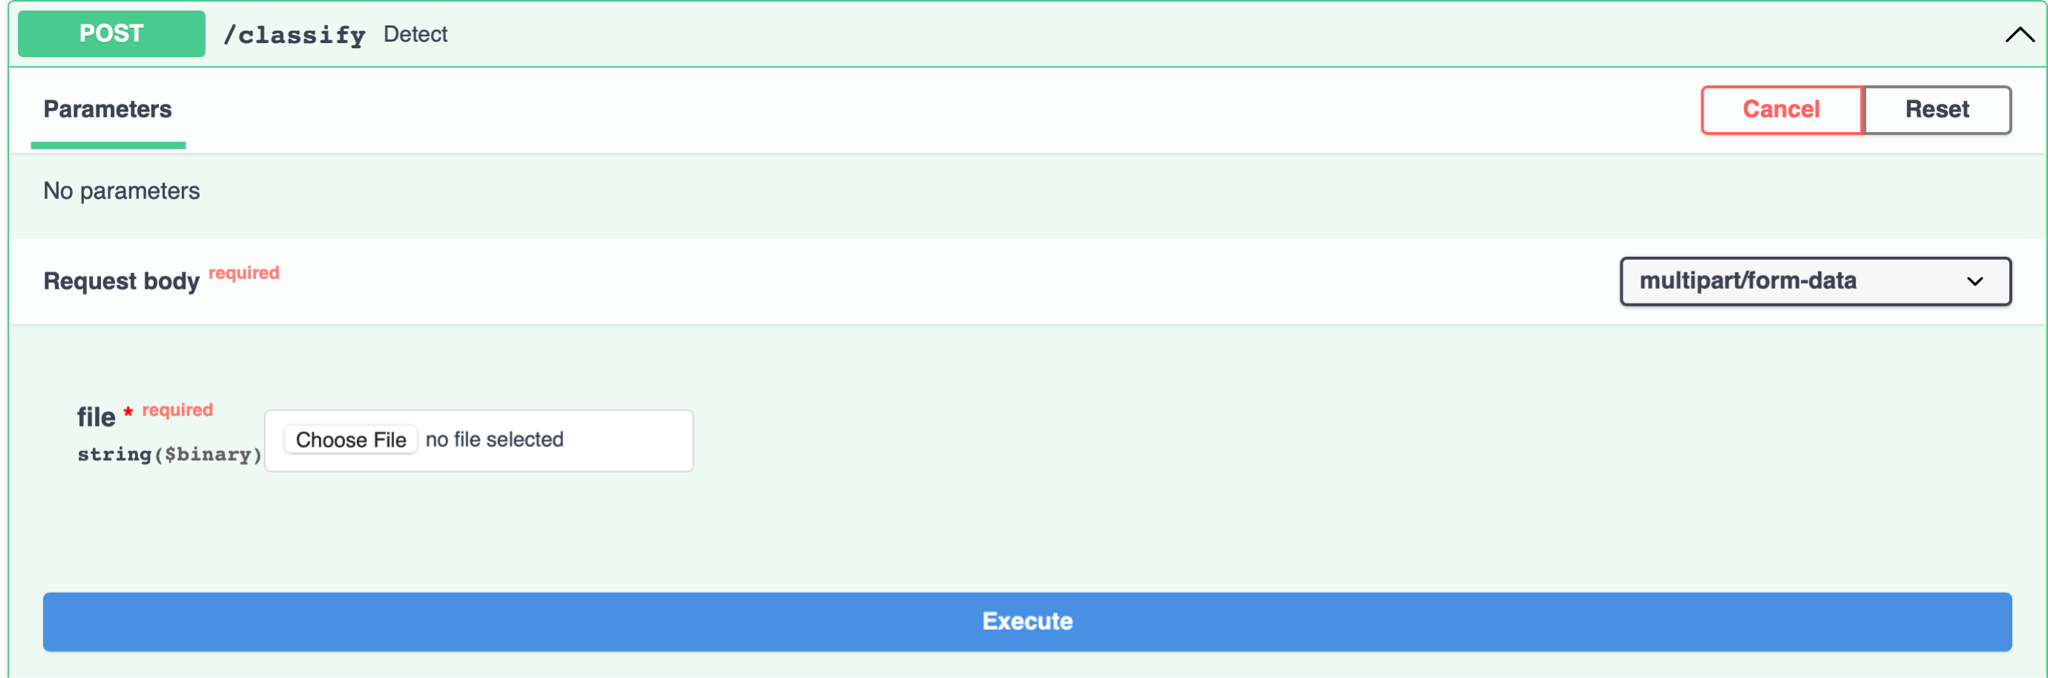 POST /classify Detect
Parameters
Cancel Reset
No parameters
Request body required
multipart/form-data
file * required
string($binary)
Choose File no file selected
Execute